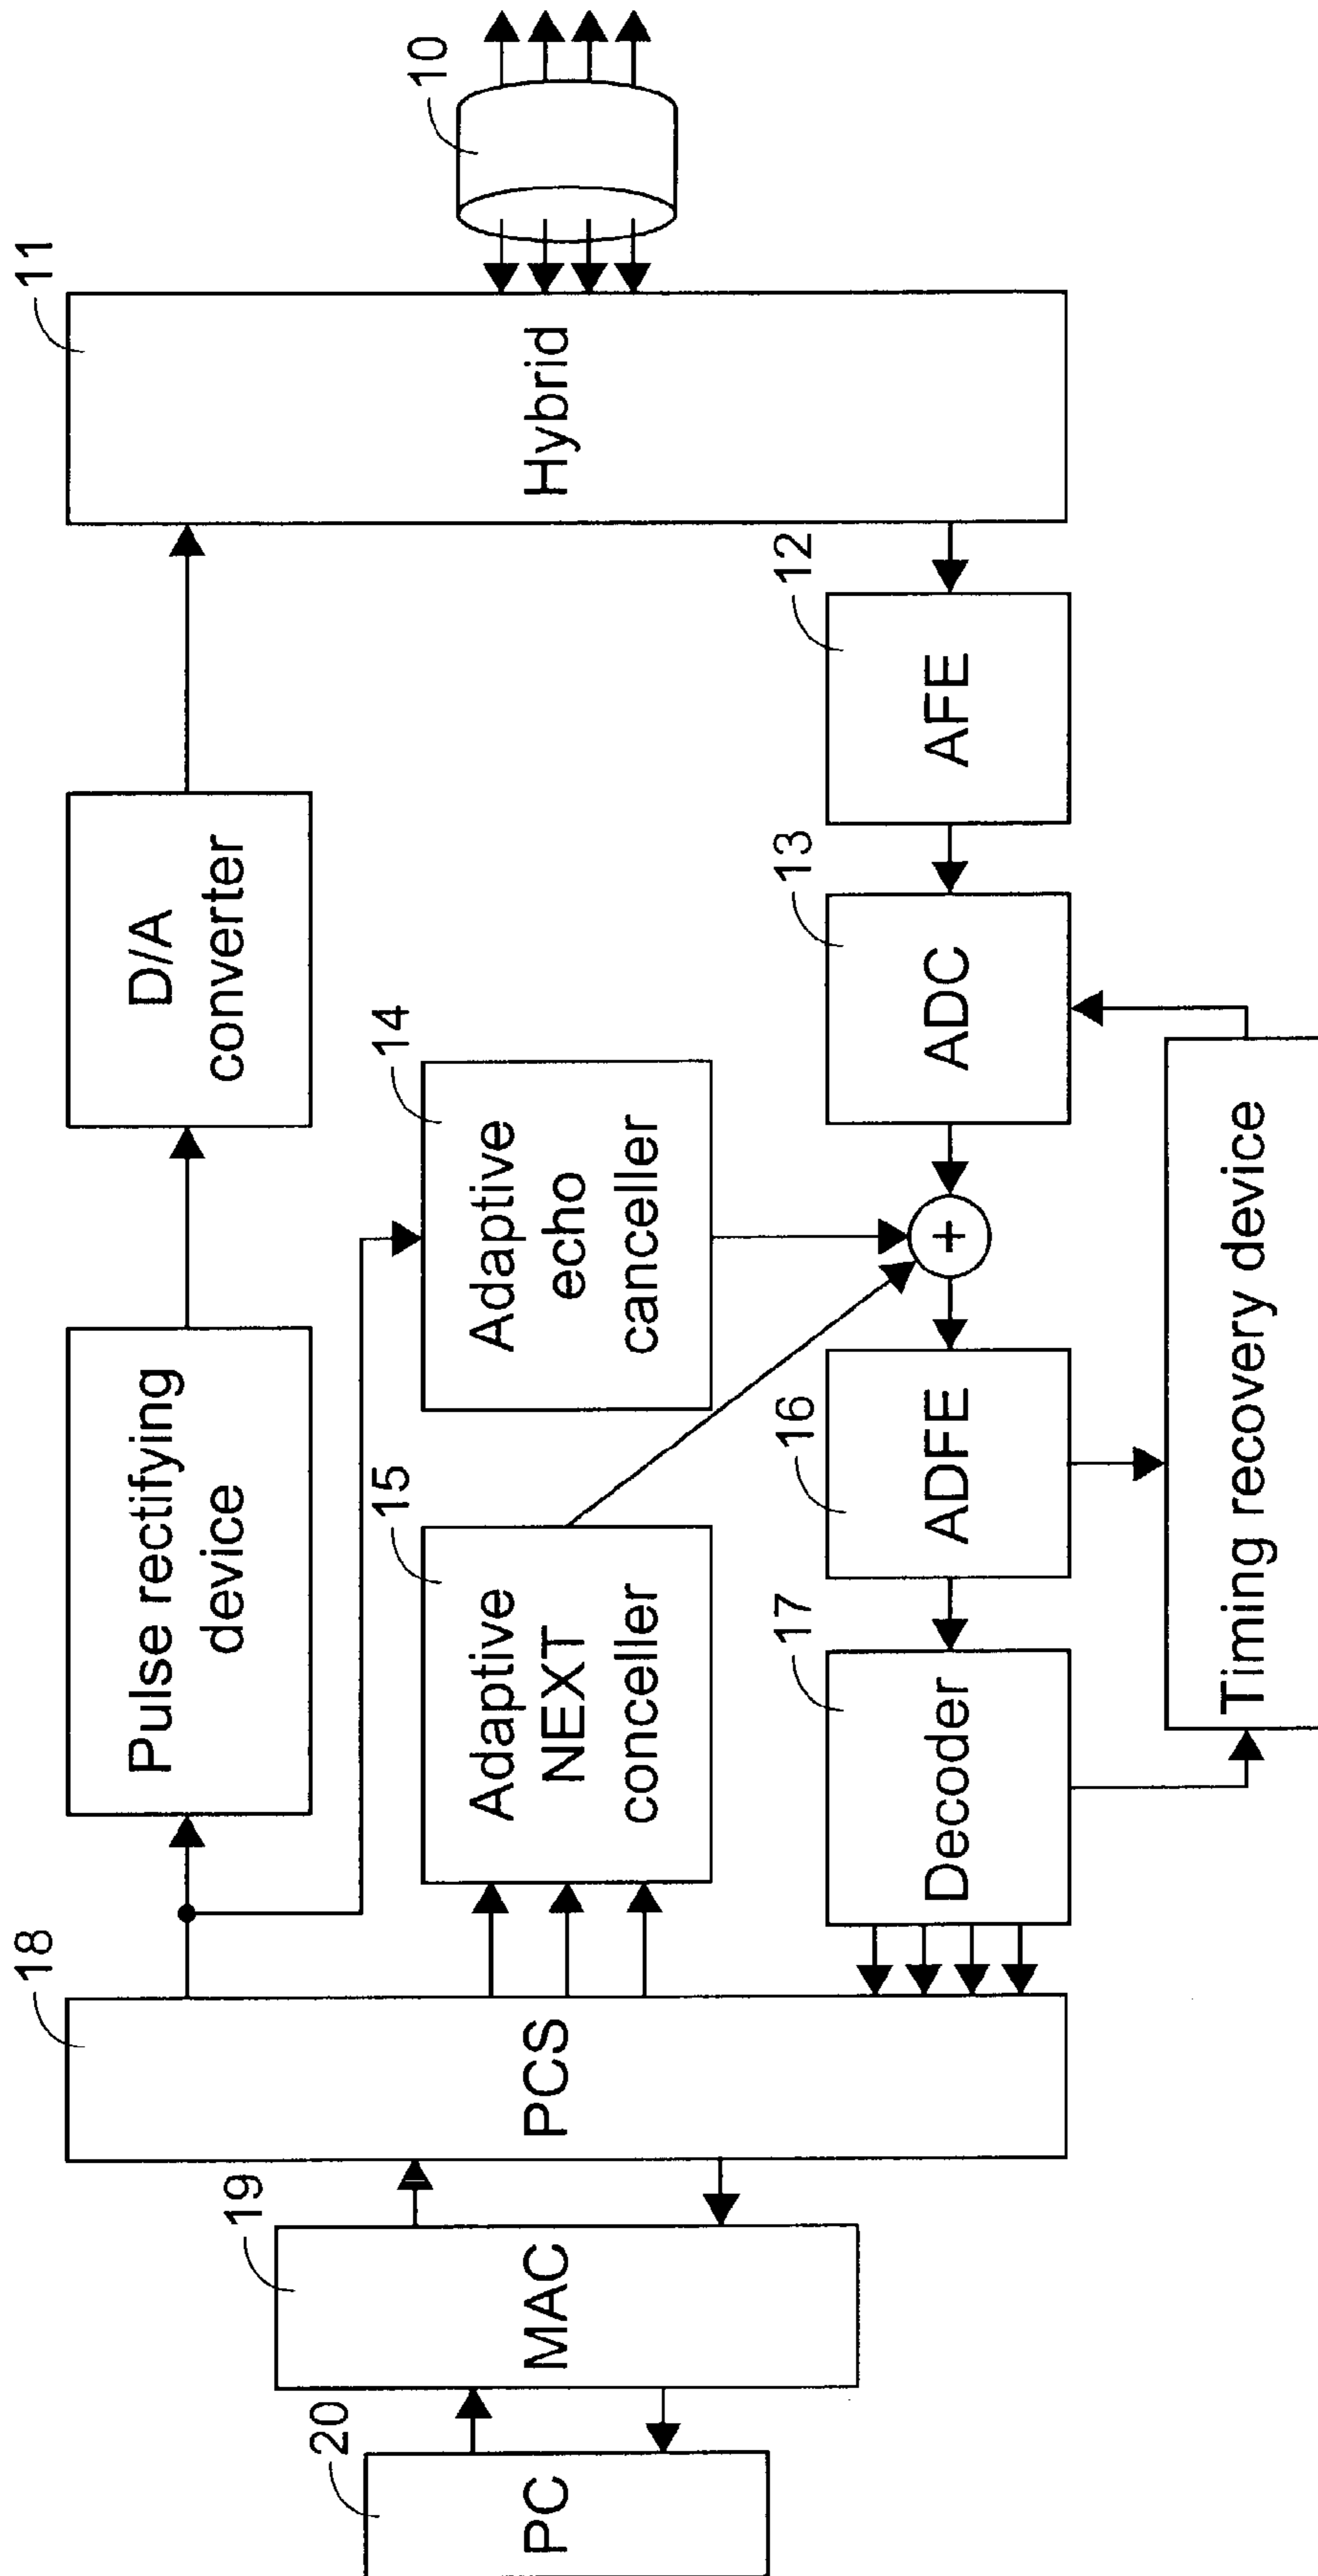 18
Pulse rectifying
device
D/A
converter
11
10
20
19
PC
MAC
PCS
15
Adaptive
NEXT
conceller
14
Adaptive
echo
canceller
Hybrid
17
Decoder
16
ADFE
+
13
ADC
12
AFE
Timing recovery device